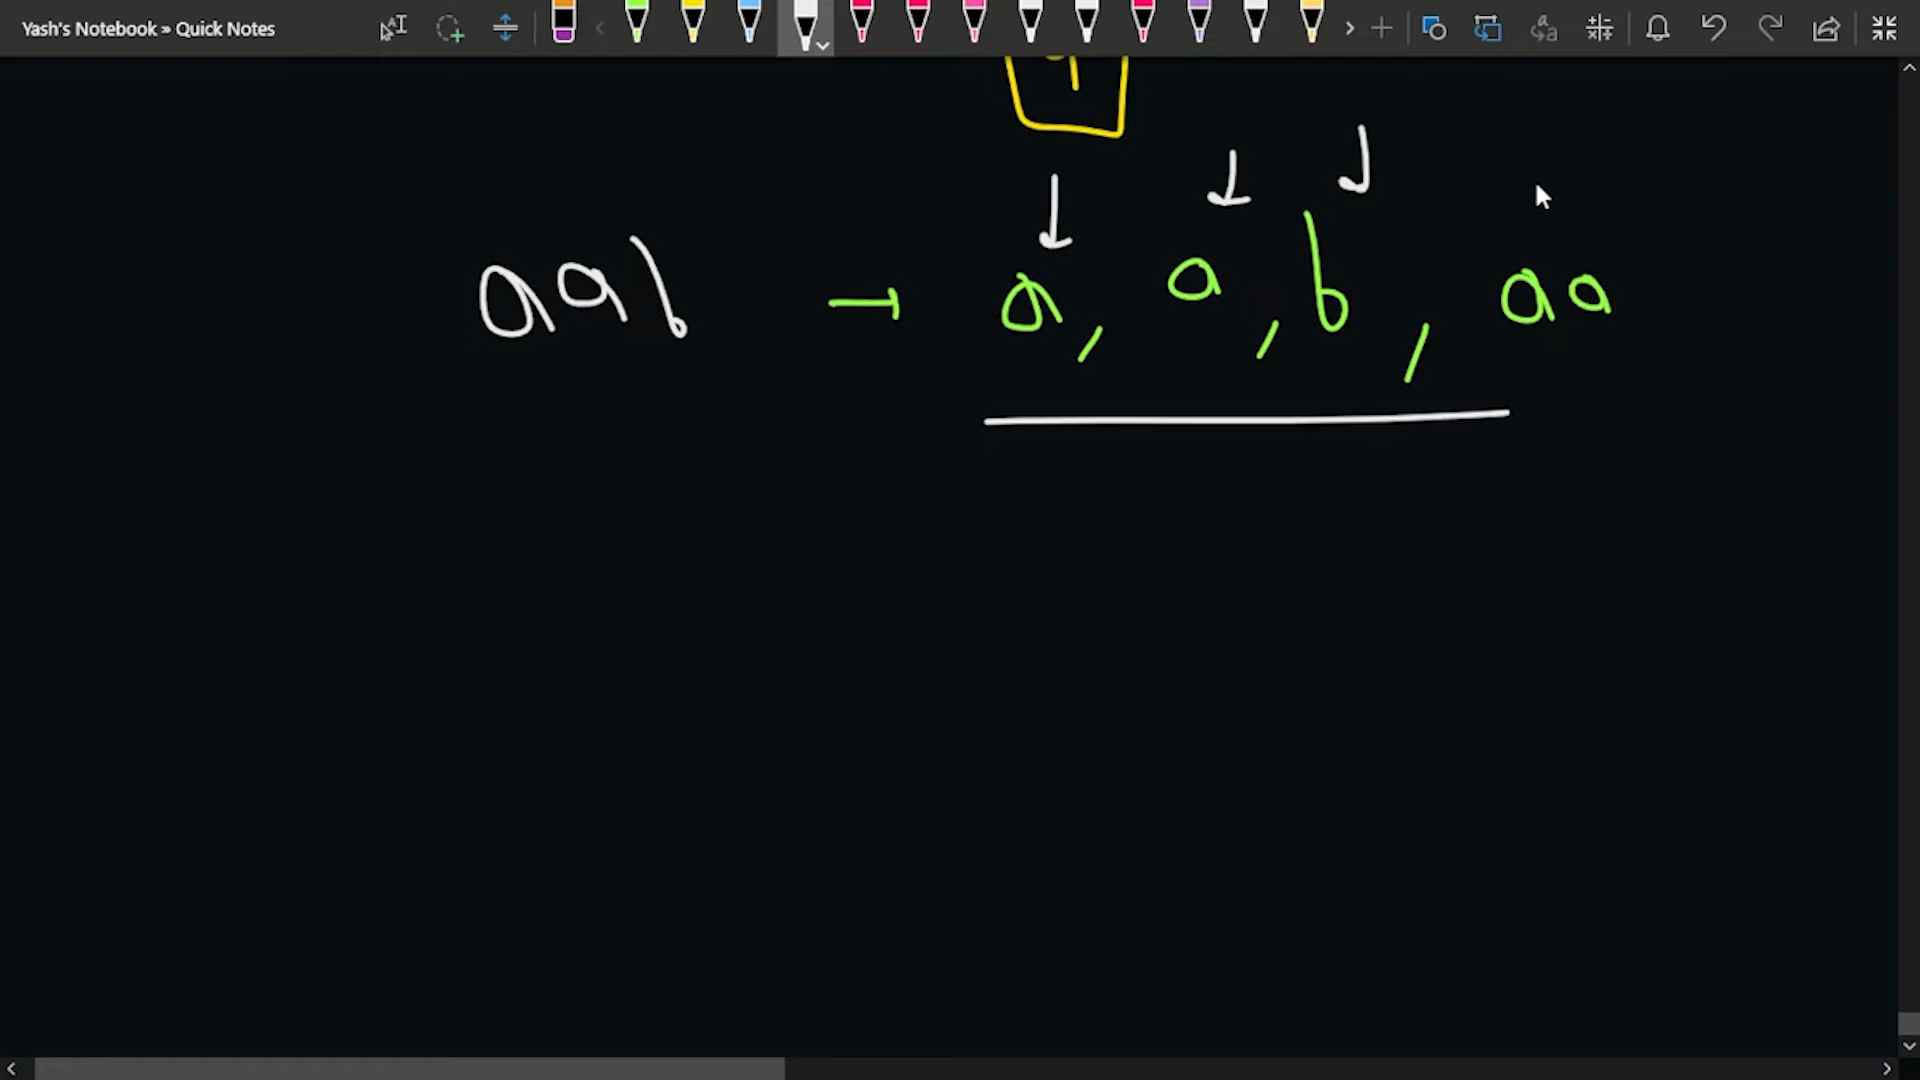 Yash's Notebook » Quick Notes
aab → a, a, b, aa